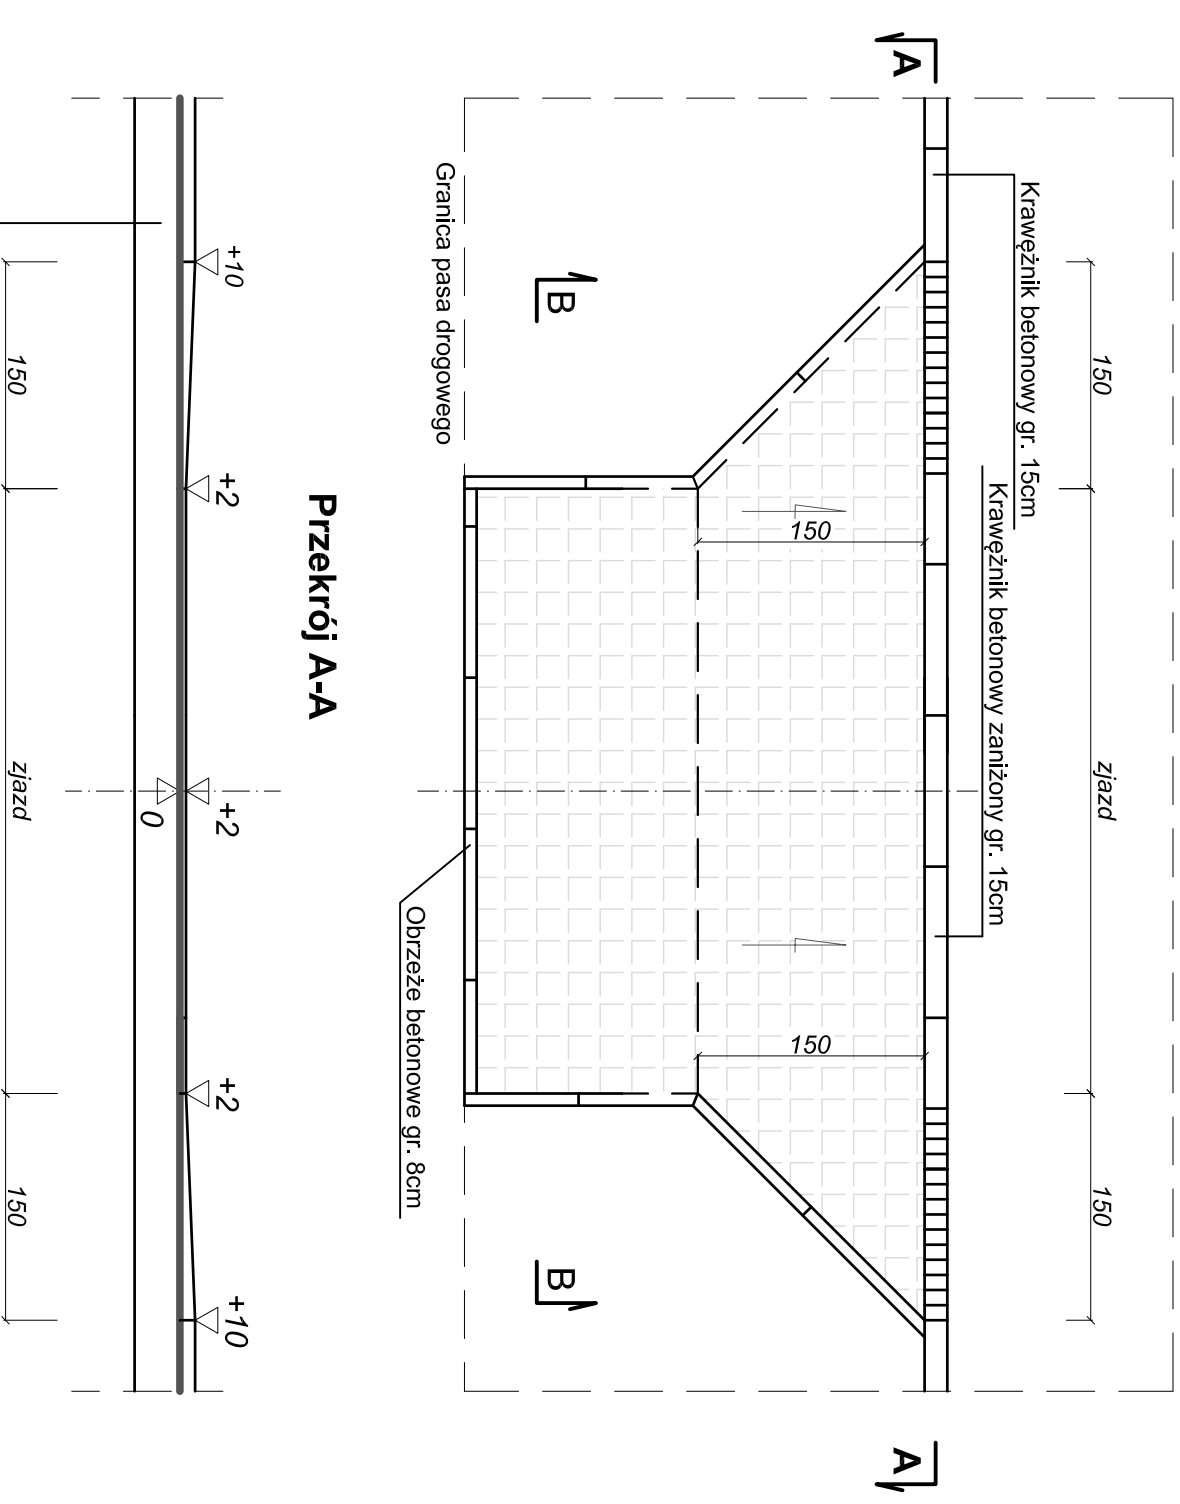 150
zjazd
150
Krawężnik betonowy gr. 15cm
Krawężnik betonowy zaniżony gr. 15cm
A
A
150
150
B
B
Granica pasa drogowego
Obrzeże betonowe gr. 8cm
Przekrój A-A
+10
+2
+2
+2
+10
0
150
zjazd
150